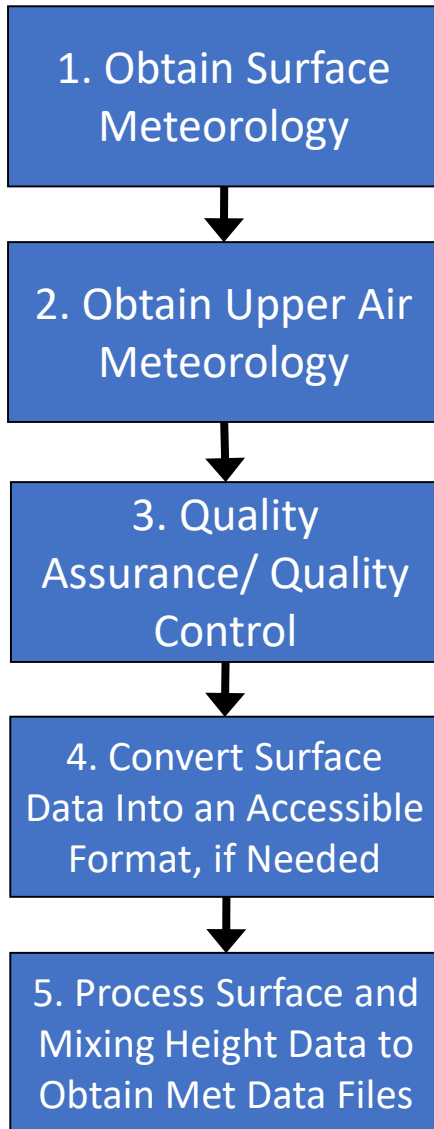 1. Obtain Surface
Meteorology
2. Obtain Upper Air
Meteorology
3. Quality
Assurance/ Quality
Control
4. Convert Surface
Data Into an Accessible
Format, if Needed
5. Process Surface and
Mixing Height Data to
Obtain Met Data Files